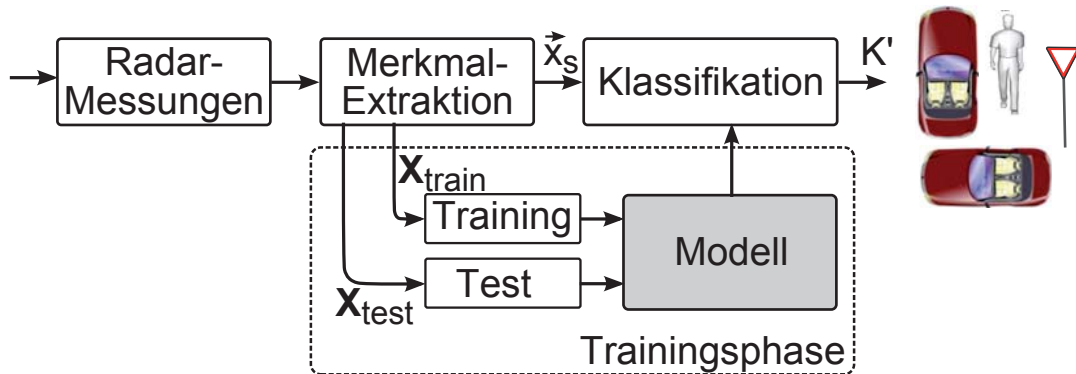 Radar-
Messungen
Merkmal-
Extraktion
x⃗s
Klassifikation
K'
Xtrain
Training
Modell
Test
Xtest
Trainingsphase